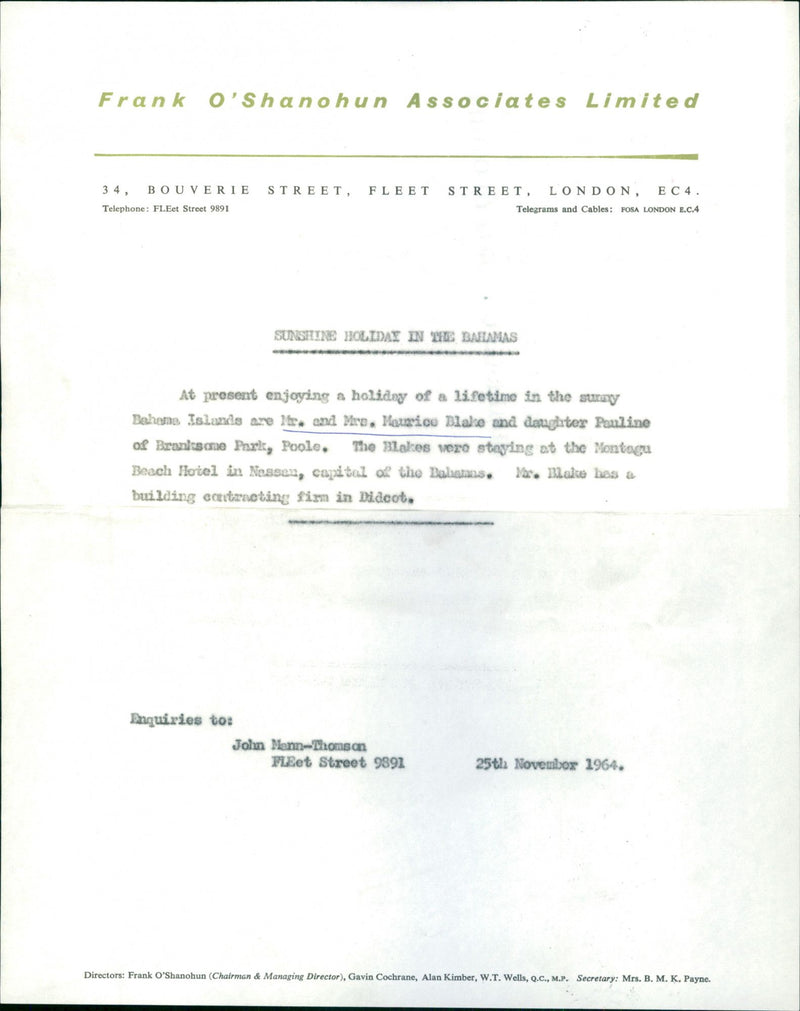 Frank O'Shanohun Associates Limited
34, BOUVERIE STREET, FLEET STREET, LONDON, EC4.
Telephone: FLEet Street 9891 Telegrams and Cables: FOSA LONDON E.C.4
SUNSHINE HOLIDAY IN THE BAHAMAS
At present enjoying a holiday of a lifetime in the sunny
Bahama Islands are Mr. and Mrs. Maurice Blake and daughter Pauline
of Branksome Park, Poole. The Blakes were staying at the Montagu
Beach Hotel in Nassau, capital of the Bahamas. Mr. Blake has a
building contracting firm in Didcot.
Enquiries to:
John Mann-Thomson
FLEet Street 9891 25th November 1964.
Directors: Frank O'Shanohun (Chairman & Managing Director), Gavin Cochrane, Alan Kimber, W.T. Wells, Q.C., M.P. Secretary: Mrs. B. M. K. Payne.